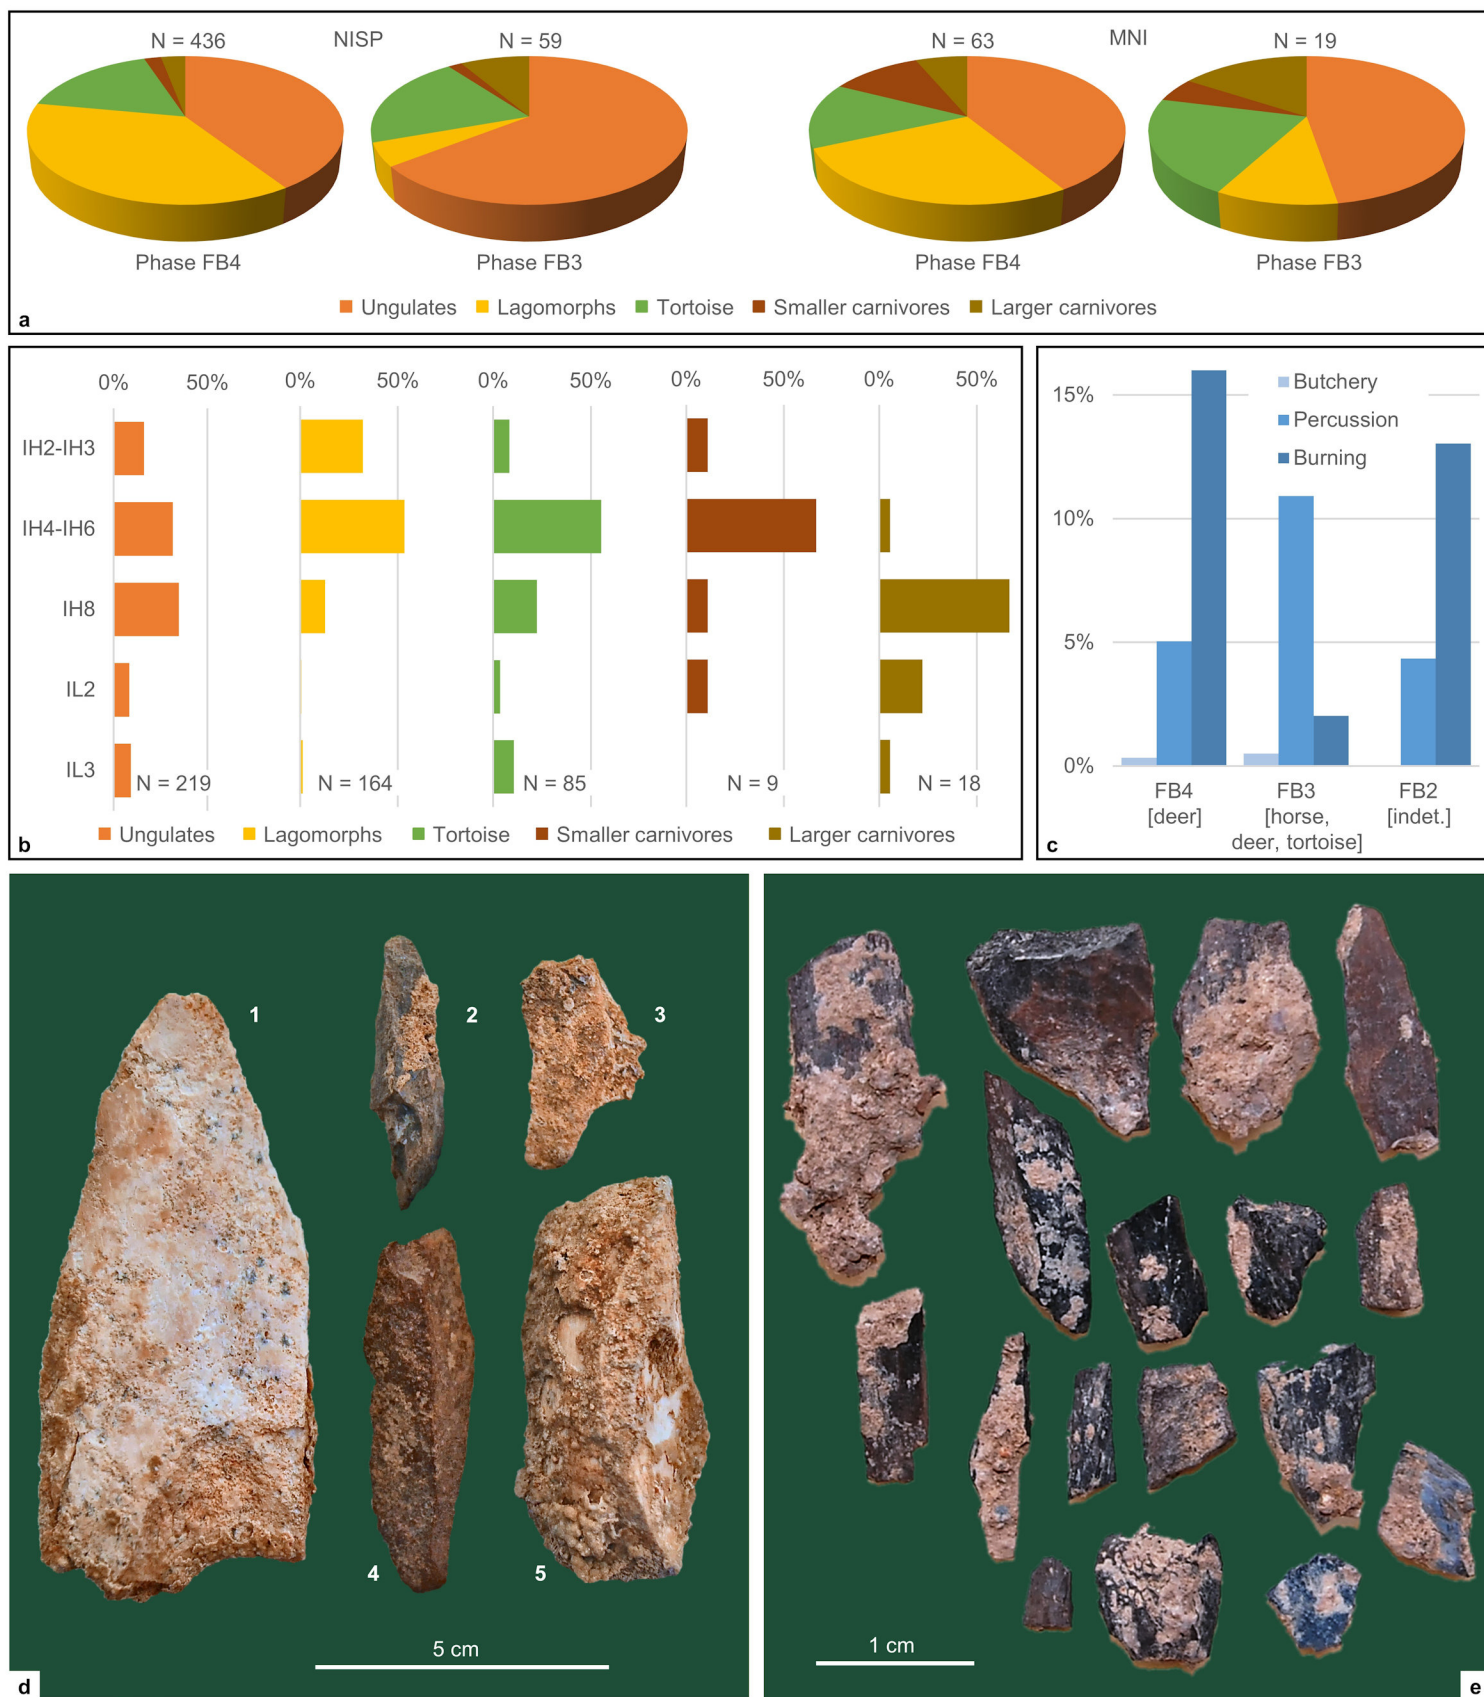 N = 436 NISP N = 59 N = 63 MNI N = 19
Phase FB4 Phase FB3 Phase FB4 Phase FB3
Ungulates Lagomorphs Tortoise Smaller carnivores Larger carnivores
a
0% 50% 0% 50% 0% 50% 0% 50% 0% 50%
IH2-IH3
IH4-IH6
IH8
IL2
IL3
N = 219 N = 164 N = 85 N = 9 N = 18
Ungulates Lagomorphs Tortoise Smaller carnivores Larger carnivores
b
15%
10%
5%
0%
Butchery
Percussion
Burning
FB4 FB3 FB2
[deer] [horse, [indet.]
deer, tortoise]
c
1 2 3
4 5
5 cm
d
1 cm
e